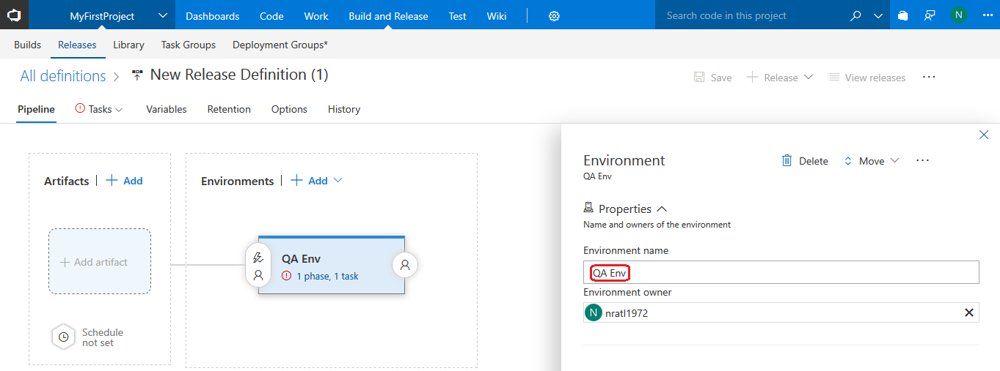 MyFirstProject Dashboards Code Work Build and Release Test Wiki Search code in this project N
Builds Releases Library Task Groups Deployment Groups*
All definitions > New Release Definition (1) Save + Release View releases ...
Pipeline Tasks Variables Retention Options History
Environment Delete Move ...
QA Env
Artifacts | + Add Environments | + Add
Properties
Name and owners of the environment
+ Add artifact
QA Env
1 phase, 1 task
Environment name
QA Env
Environment owner
N nratl1972
Schedule
not set